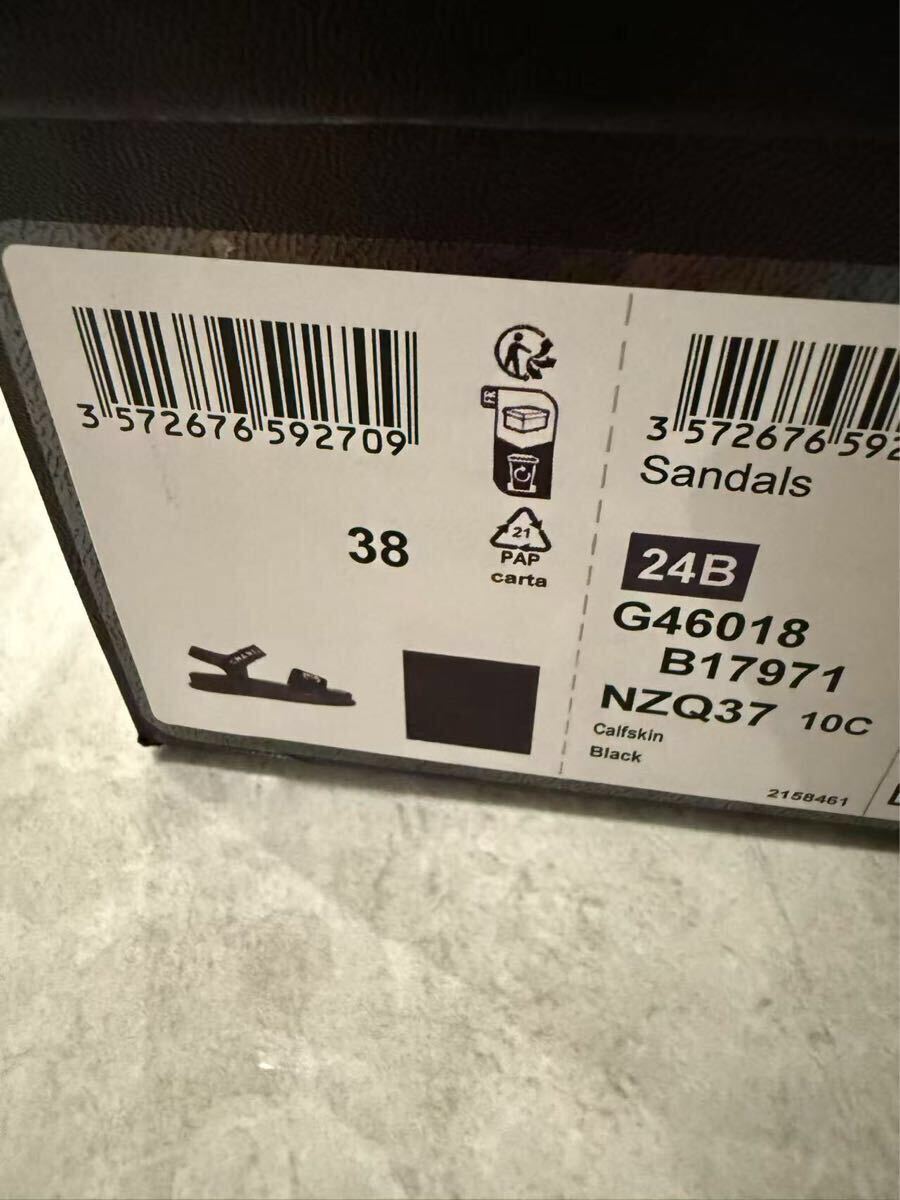 3 572676 592709
38
FR
21
PAP
carta
3 572676 592
Sandals
24B
G46018
B17971
NZQ37 10C
Calfskin
Black
2158461